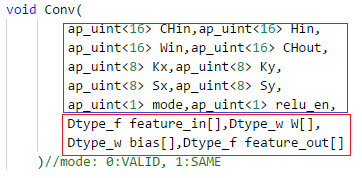 void Conv(
ap_uint<16> CHin,ap_uint<16> Hin,
ap_uint<16> Win,ap_uint<16> CHout,
ap_uint<8> Kx,ap_uint<8> Ky,
ap_uint<8> Sx,ap_uint<8> Sy,
ap_uint<1> mode,ap_uint<1> relu_en,
Dtype_f feature_in[],Dtype_w W[],
Dtype_w bias[],Dtype_f feature_out[]
)//mode: 0:VALID, 1:SAME